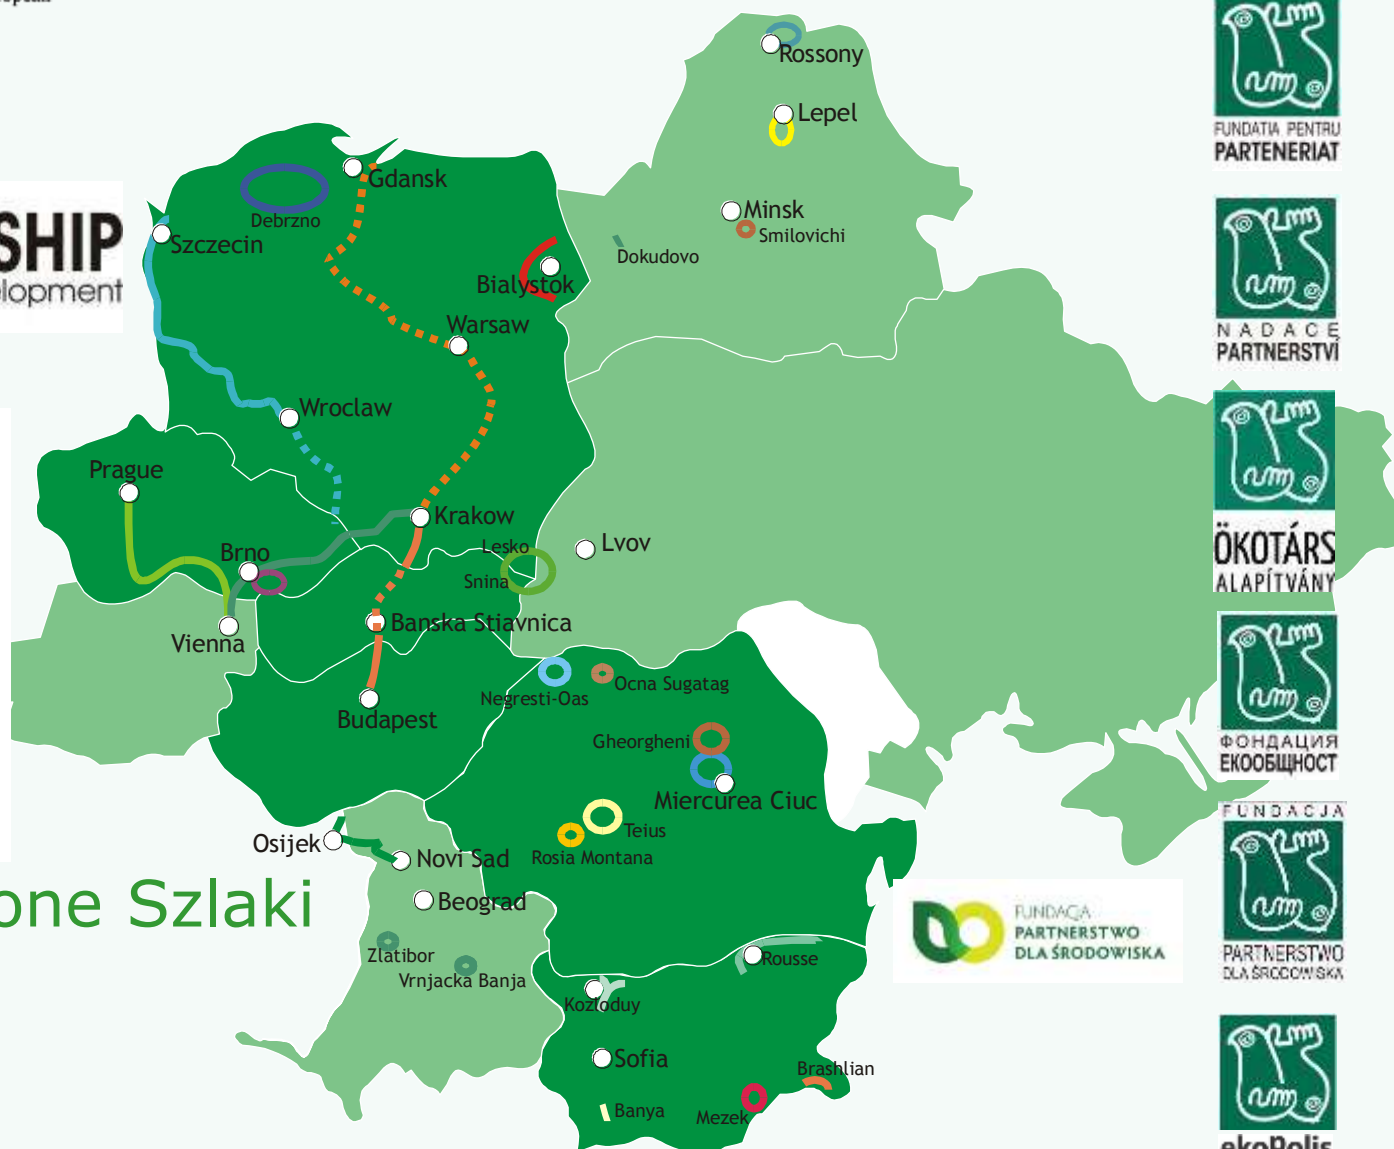 SHIP
Rossony
Lepel
Gdansk
Debrzno
Szczecin
Minsk
Smilovichi
Dokudovo
Bialystok
Warsaw
Wroclaw
Prague
Krakow
Brno
Lesko
Lvov
Snina
Banska Stiavnica
Vienna
Negresti-Oas
Ocna Sugatag
Budapest
Gheorgheni
Miercurea Ciuc
Teius
Rosia Montana
Osijek
Novi Sad
Beograd
Zlatibor
Vrnjacka Banja
Rousse
Kozloduy
Sofia
Brashlian
Banya
Mezek
one Szlaki
FUNDACJA
PARTNERSTWO
DLA ŚRODOWISKA
FUNDATIA PENTRU
PARTENERIAT
NADACE
PARTNERSTVÍ
ÖKOTÁRS
ALAPÍTVÁNY
ФОНДАЦИЯ
ЕКООБЩНОСТ
FUNDACJA
PARTNERSTWO
DLA ŚRODOWISKA
ekoPolis